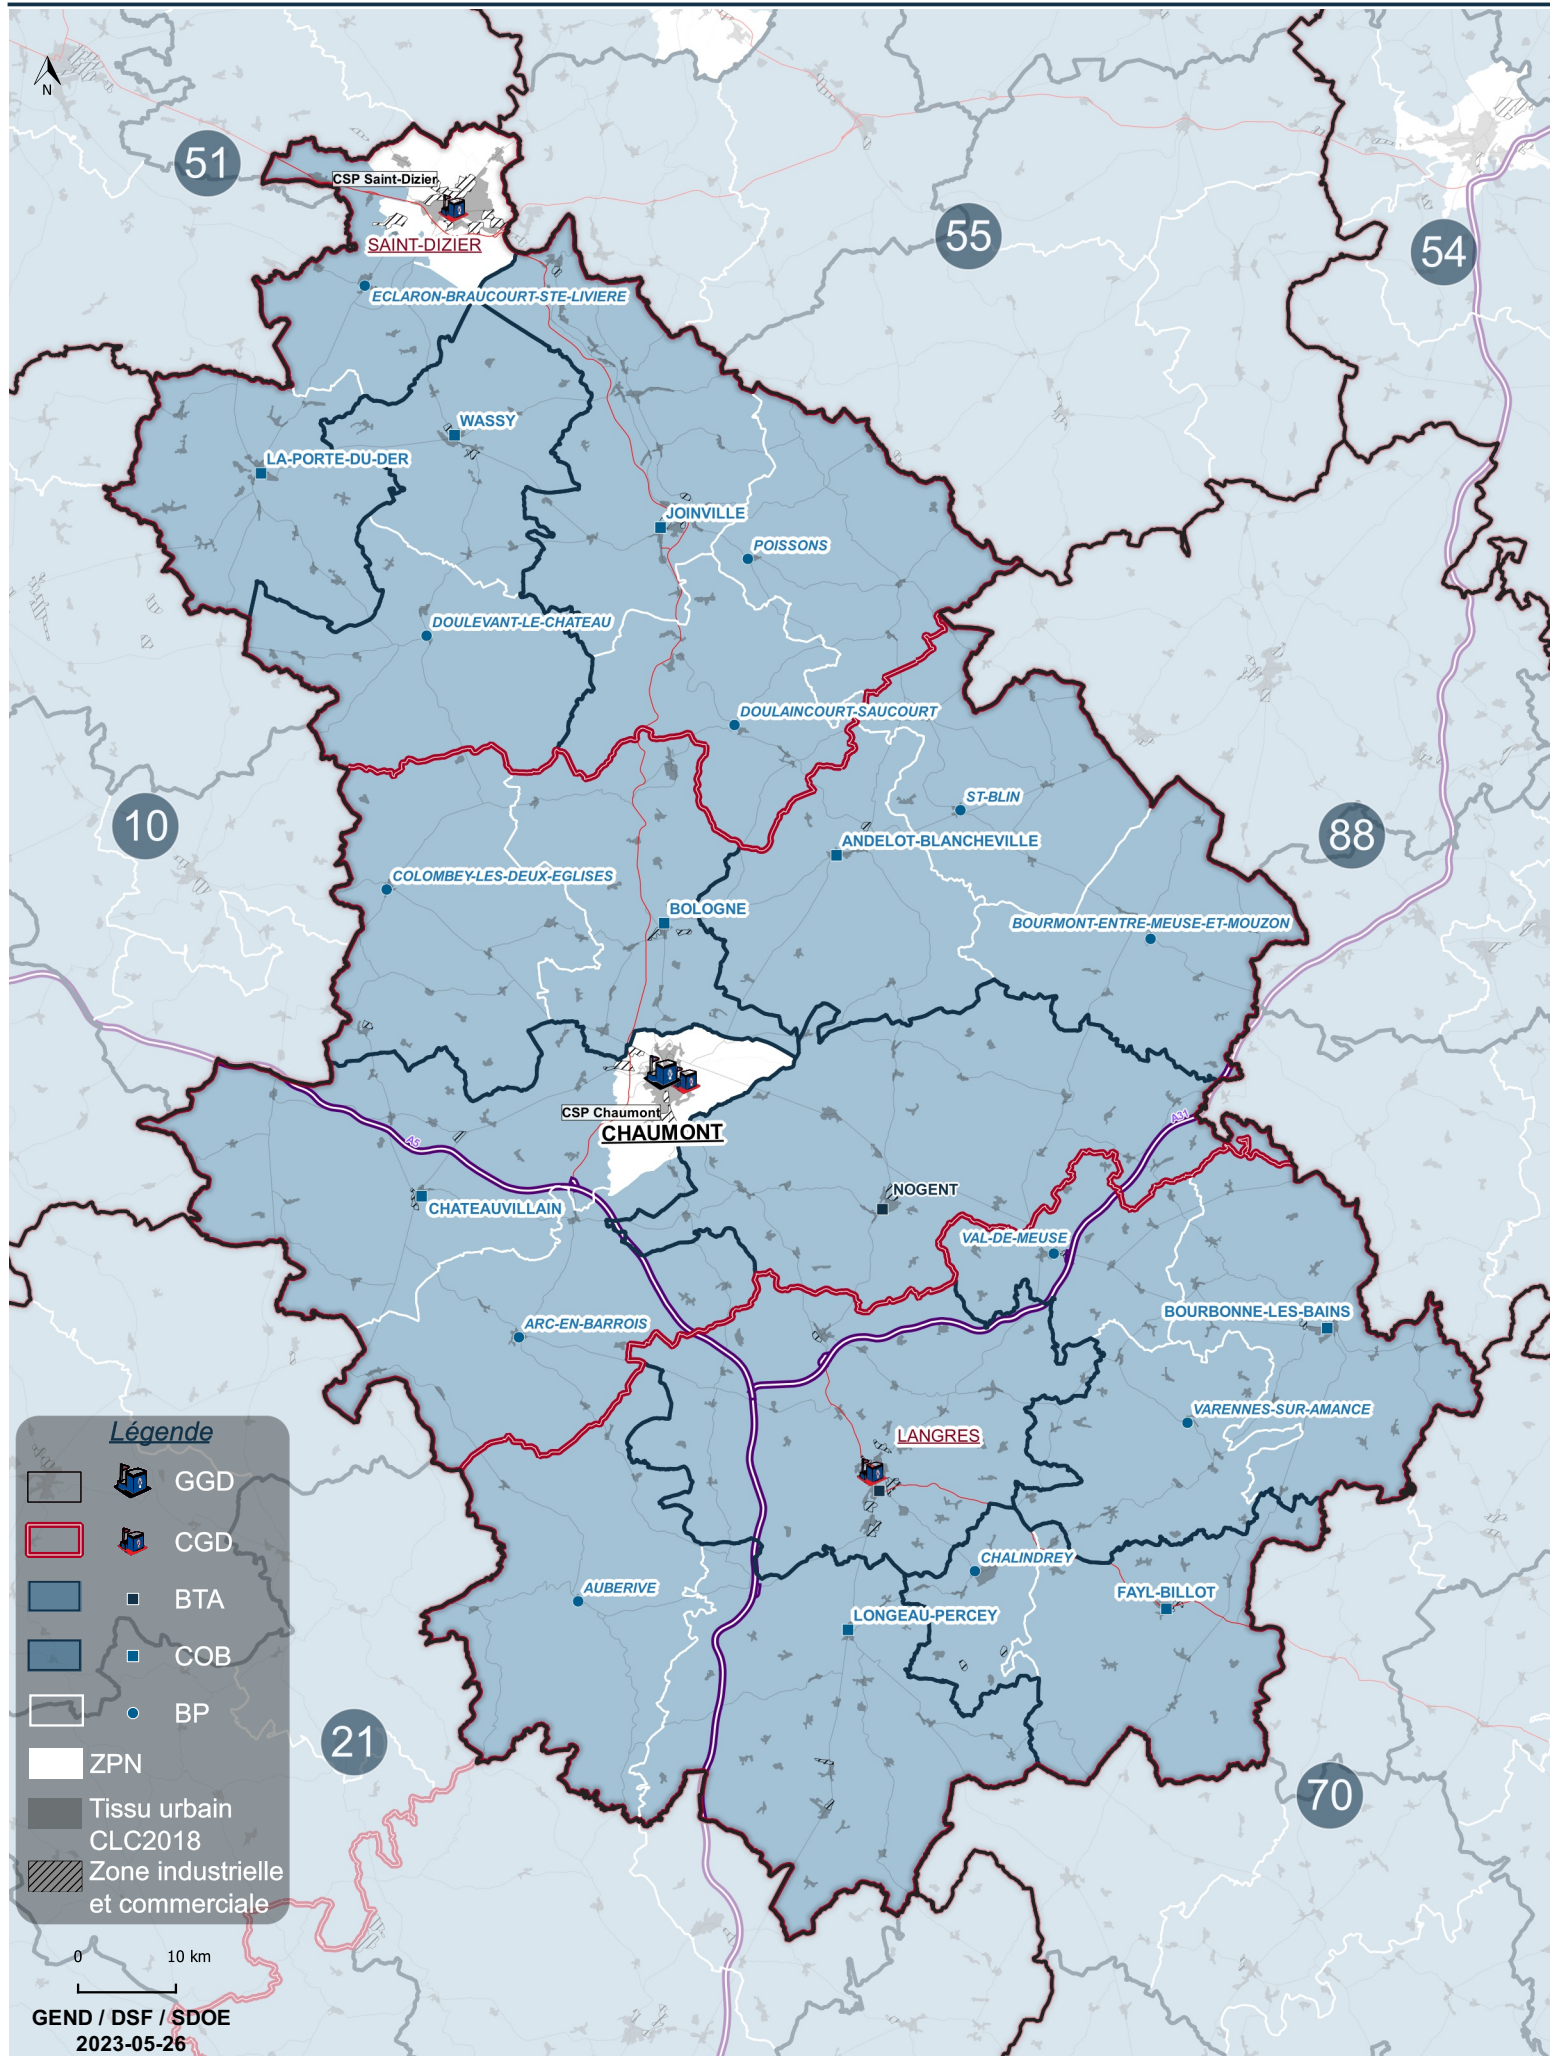 N
51
CSP Saint-Dizier
SAINT-DIZIER
55
54
ECLARON-BRAUCOURT-STE-LIVIERE
WASSY
LA-PORTE-DU-DER
JOINVILLE
POISSONS
DOULEVANT-LE-CHATEAU
DOULAINCOURT-SAUCOURT
10
ST-BLIN
88
ANDELOT-BLANCHEVILLE
COLOMBEY-LES-DEUX-EGLISES
BOLOGNE
BOURMONT-ENTRE-MEUSE-ET-MOUZON
CSP Chaumont
CHAUMONT
A5
A31
NOGENT
CHATEAUVILLAIN
VAL-DE-MEUSE
BOURBONNE-LES-BAINS
ARC-EN-BARROIS
VARENNES-SUR-AMANCE
LANGRES
CHALINDREY
AUBERIVE
FAYL-BILLOT
LONGEAU-PERCEY
21
70
Légende
GGD
CGD
BTA
COB
BP
ZPN
Tissu urbain
CLC2018
Zone industrielle
et commerciale
0 10 km
GEND / DSF / SDOE
2023-05-26